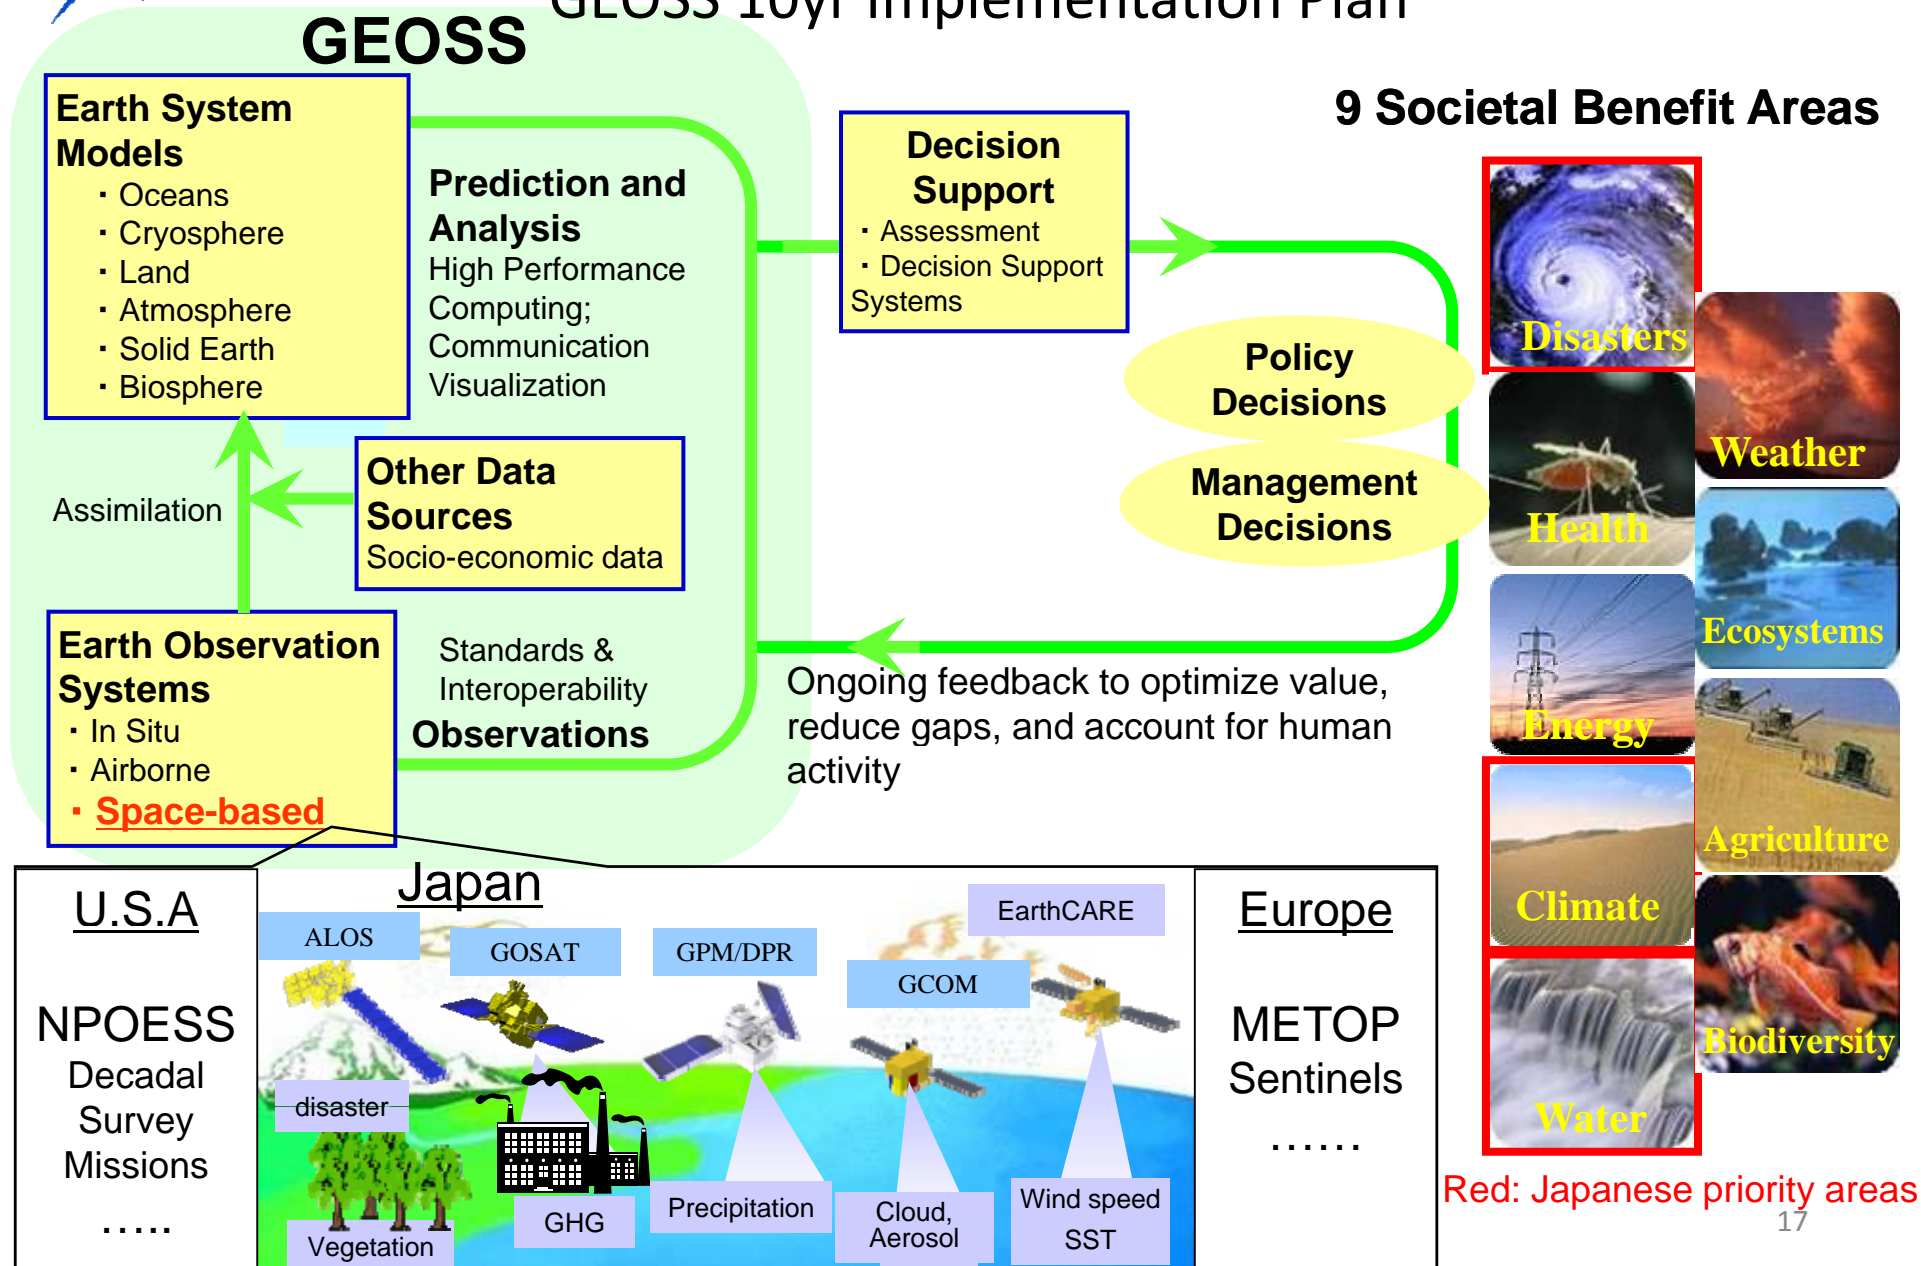 GEOSS 10yr Implementation Plan
GEOSS
Earth System
Models
・Oceans
・Cryosphere
・Land
・Atmosphere
・Solid Earth
・Biosphere
Prediction and
Analysis
High Performance
Computing;
Communication
Visualization
Other Data
Sources
Socio-economic data
Assimilation
Earth Observation
Systems
・In Situ
・Airborne
・Space-based
Standards &
Interoperability
Observations
Decision
Support
・Assessment
・Decision Support
Systems
Policy
Decisions
Management
Decisions
Ongoing feedback to optimize value,
reduce gaps, and account for human
activity
9 Societal Benefit Areas
Disasters
Weather
Health
Ecosystems
Energy
Agriculture
Climate
Biodiversity
Water
Red: Japanese priority areas
17
U.S.A
NPOESS
Decadal
Survey
Missions
…..
Japan
ALOS
GOSAT
GPM/DPR
GCOM
EarthCARE
disaster
Vegetation
GHG
Precipitation
Cloud,
Aerosol
Wind speed
SST
Europe
METOP
Sentinels
……